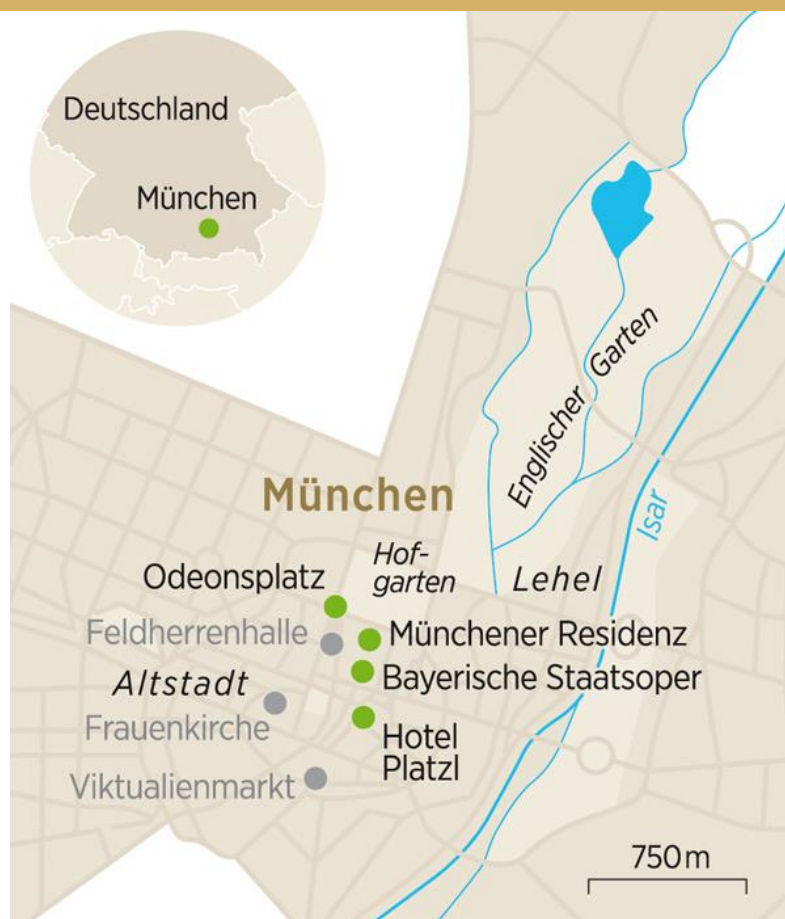 Deutschland
München
Englischer Garten
Isar
München
Hof-
garten
Lehel
Odeonsplatz
Feldherrenhalle
Münchener Residenz
Bayerische Staatsoper
Altstadt
Frauenkirche
Hotel
Platzl
Viktualienmarkt
750 m